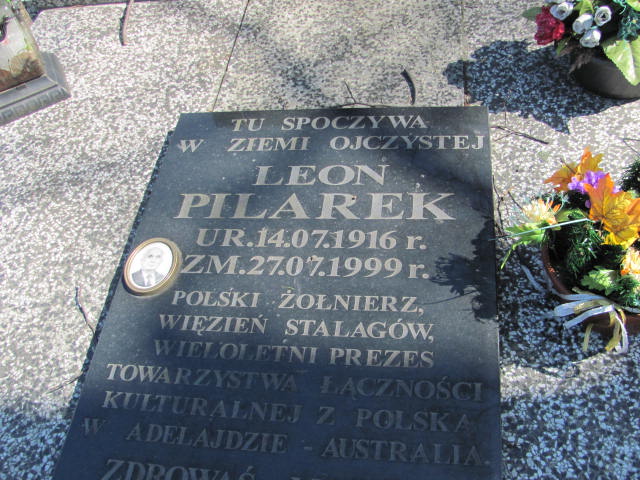 TU SPOCZYWA
W ZIEMI OJCZYSTEJ
LEON
PILAREK
UR.14.07.1916 r.
ZM.27.07.1999 r.
POLSKI ŻOŁNIERZ,
WIĘZIEŃ STALAGÓW,
WIELOLETNI PREZES
TOWARZYSTWA ŁĄCZNOŚCI
KULTURALNEJ Z POLSKĄ
W ADELAJDZIE - AUSTRALIA.
ZDROWAŚ